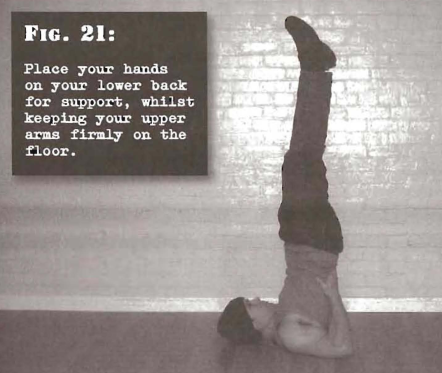 Fig. 21:
Place your hands
on your lower back
for support, whilst
keeping your upper
arms firmly on the
floor.